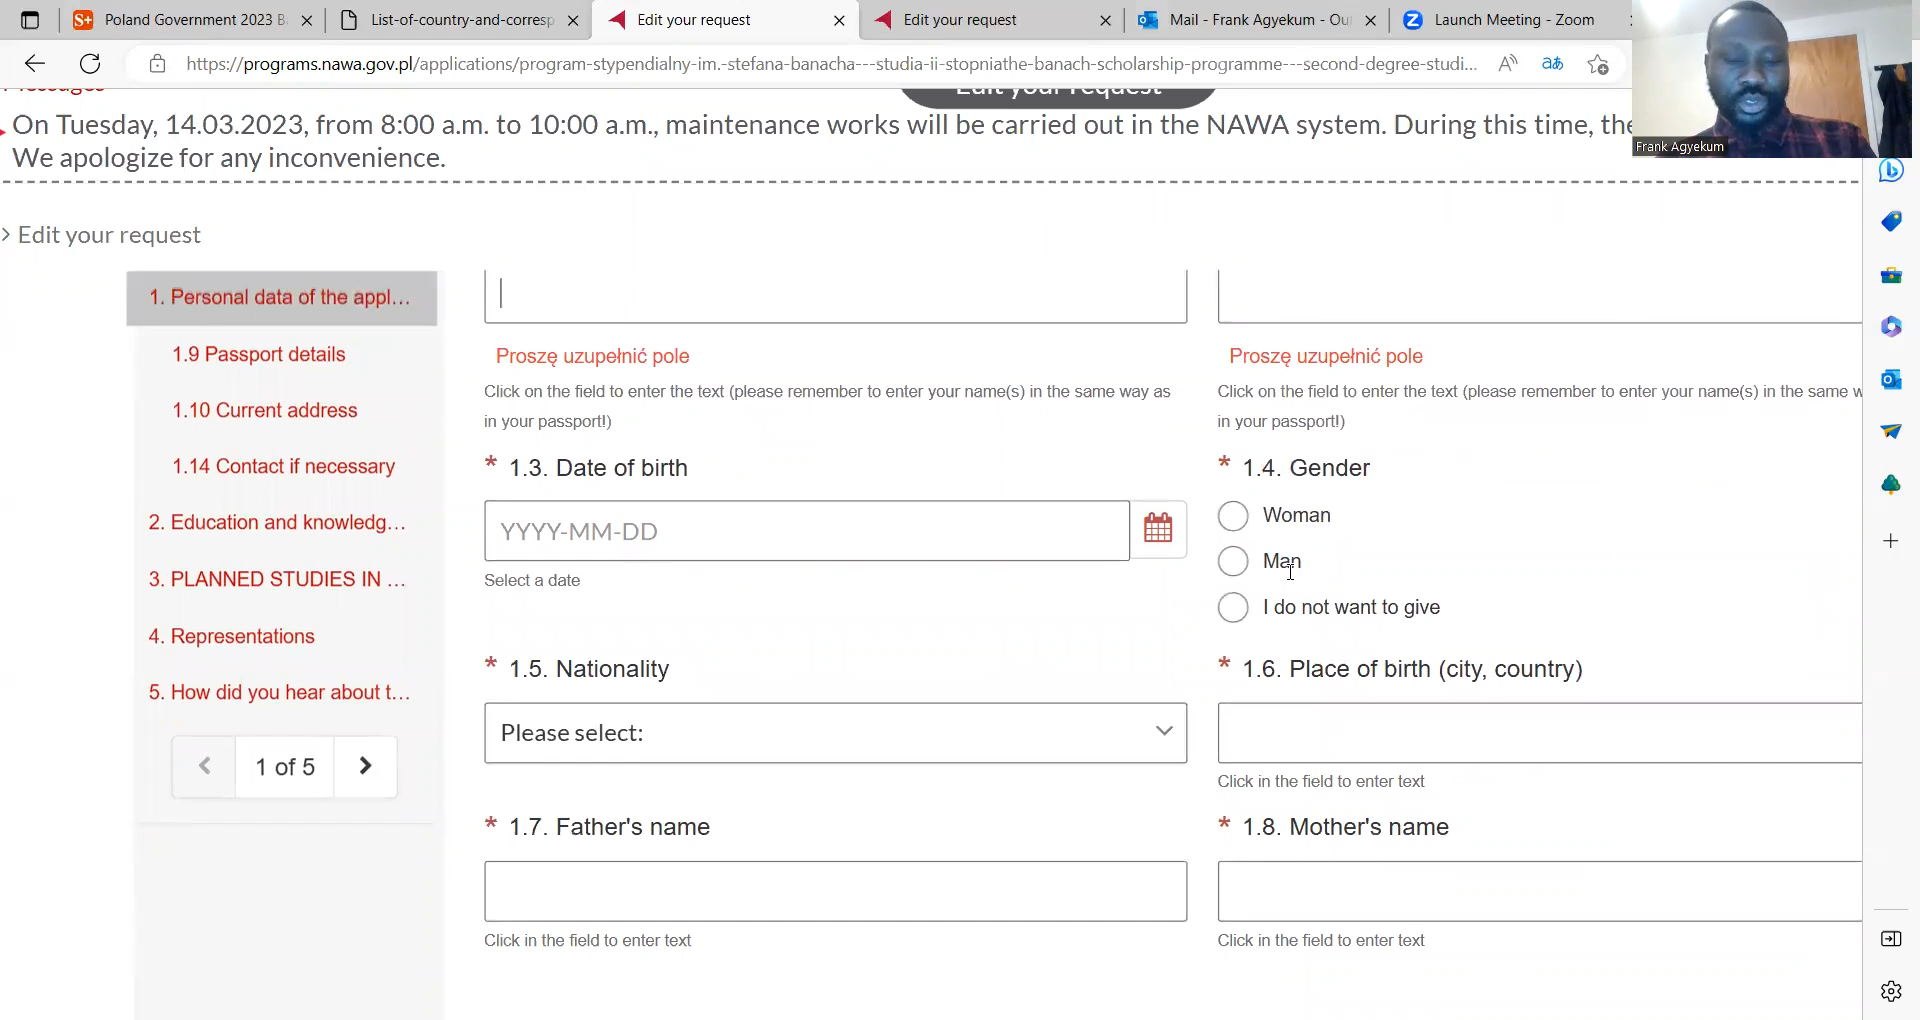 Poland Government 2023 B
List-of-country-and-corresp
Edit your request
Edit your request
Mail - Frank Agyekum - Ou
Launch Meeting - Zoom
https://programs.nawa.gov.pl/applications/program-stypendialny-im.-stefana-banacha---studia-ii-stopniathe-banach-scholarship-programme---second-degree-studi...
Messages
Edit your request
On Tuesday, 14.03.2023, from 8:00 a.m. to 10:00 a.m., maintenance works will be carried out in the NAWA system. During this time, the
We apologize for any inconvenience.
Frank Agyekum
> Edit your request
1. Personal data of the appl...
1.9 Passport details
1.10 Current address
1.14 Contact if necessary
2. Education and knowledg...
3. PLANNED STUDIES IN ...
4. Representations
5. How did you hear about t...
1 of 5
Proszę uzupełnić pole
Proszę uzupełnić pole
Click on the field to enter the text (please remember to enter your name(s) in the same way as
in your passport!)
Click on the field to enter the text (please remember to enter your name(s) in the same w
in your passport!)
* 1.3. Date of birth
* 1.4. Gender
YYYY-MM-DD
Woman
Man
Select a date
I do not want to give
* 1.5. Nationality
* 1.6. Place of birth (city, country)
Please select:
Click in the field to enter text
* 1.7. Father's name
* 1.8. Mother's name
Click in the field to enter text
Click in the field to enter text